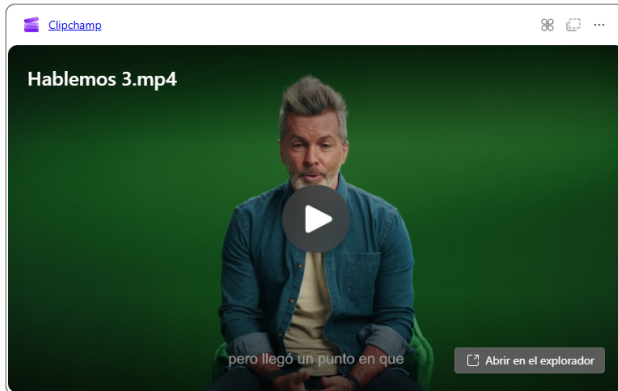 Clipchamp
Hablemos 3.mp4
pero llegó un punto en que
Abrir en el explorador